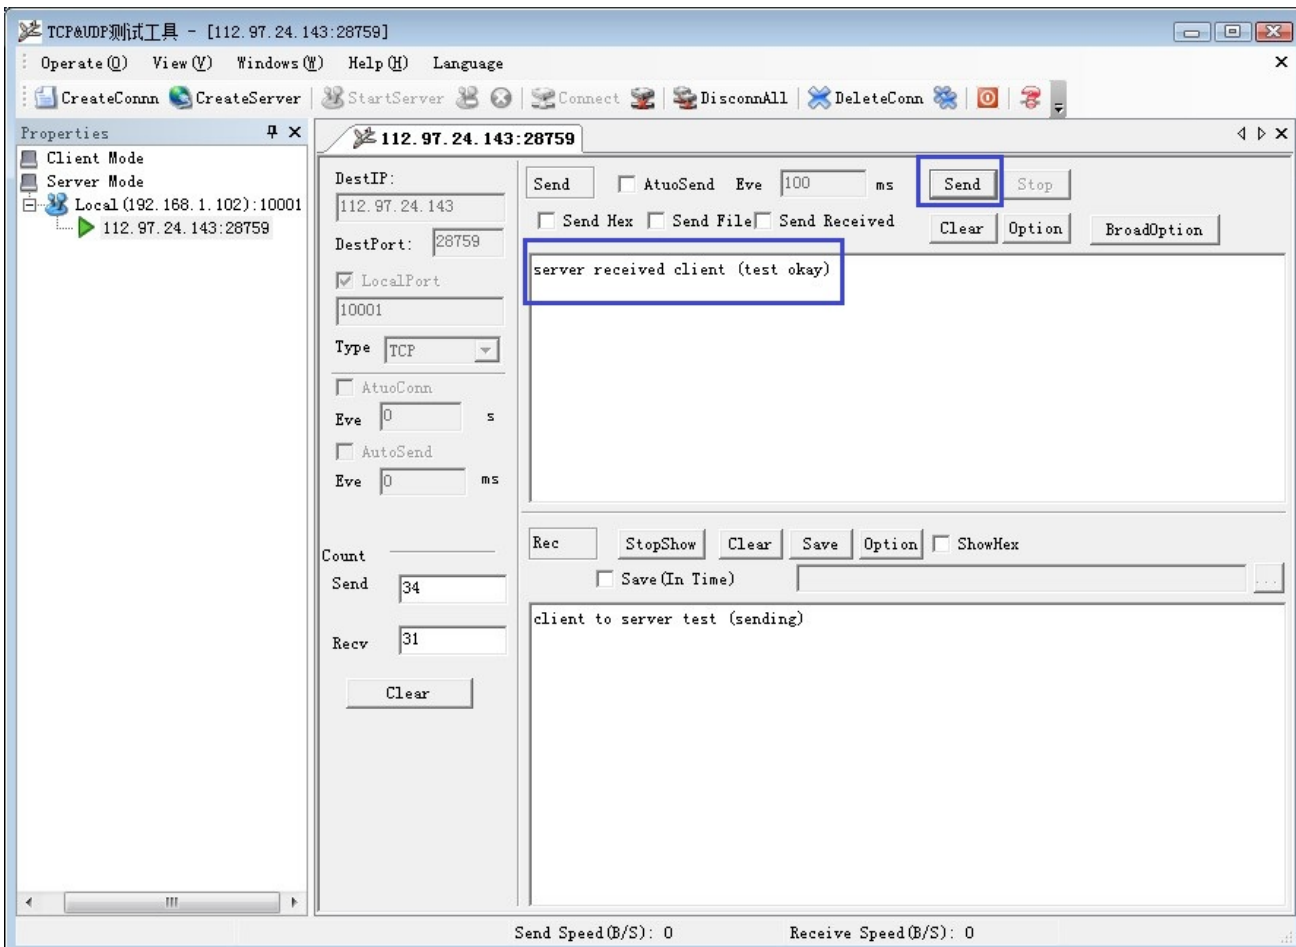 TCP&UDP测试工具 - [112.97.24.143:28759]
Operate(O) View(V) Windows(W) Help(H) Language
CreateConnn CreateServer StartServer Connect DisconnAll DeleteConn
Properties
112.97.24.143:28759
Client Mode
Server Mode
Local(192.168.1.102):10001
112.97.24.143:28759
DestIP:
112.97.24.143
DestPort: 28759
LocalPort
10001
Type TCP
AtuoConn
Eve 0 s
AutoSend
Eve 0 ms
Count
Send 34
Recv 31
Clear
Send AtuoSend Eve 100 ms Send Stop
Send Hex Send File Send Received Clear Option BroadOption
server received client (test okay)
Rec StopShow Clear Save Option ShowHex
Save(In Time) ...
client to server test (sending)
Send Speed(B/S): 0 Receive Speed(B/S): 0